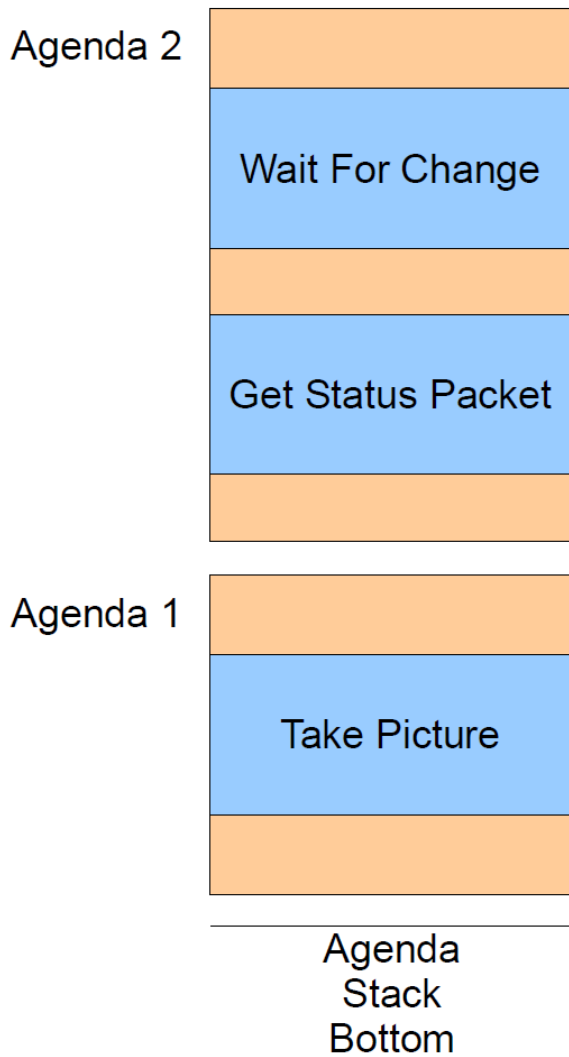 Agenda 2
Wait For Change
Get Status Packet
Agenda 1
Take Picture
Agenda
Stack
Bottom